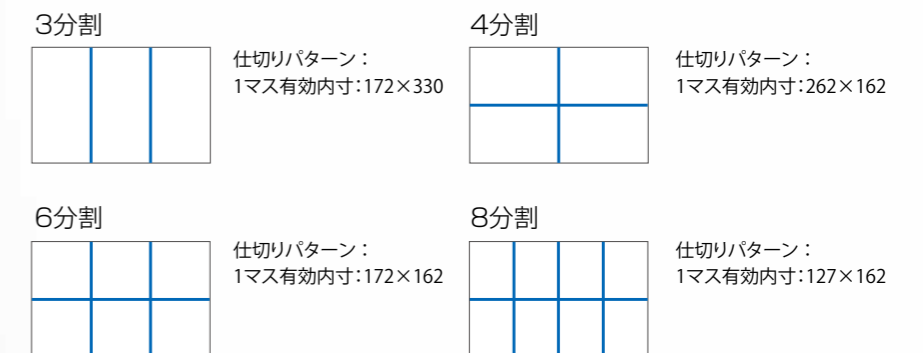 3分割
仕切りパターン：
1マス有効内寸：172×330
4分割
仕切りパターン：
1マス有効内寸：262×162
6分割
仕切りパターン：
1マス有効内寸：172×162
8分割
仕切りパターン：
1マス有効内寸：127×162